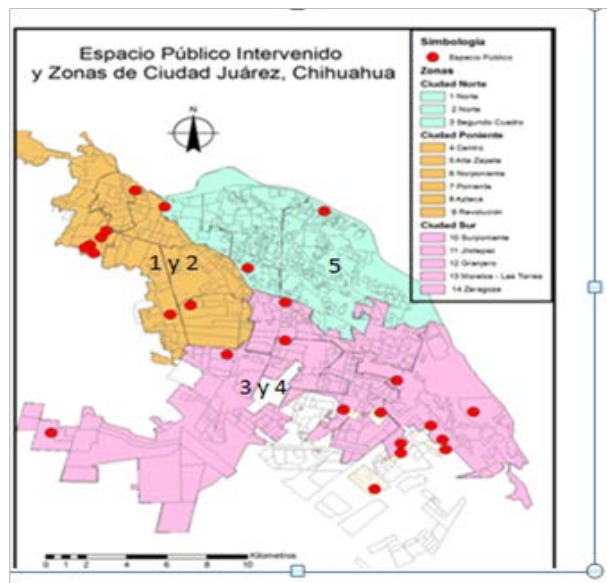 Espacio Público Intervenido
y Zonas de Ciudad Juárez, Chihuahua
N
Simbología
Espacio Público
Zonas
Ciudad Norte
1 Norte
2 Norte
3 Segundo Cuadro
Ciudad Poniente
4 Centro
5 Alta Zapata
6 Norponiente
7 Poniente
8 Azteca
9 Revolución
Ciudad Sur
10 Surponiente
11 Jilotepec
12 Granjero
13 Morelos - Las Torres
14 Zaragoza
1 y 2
5
3 y 4
0 1 2 4 6 8 10 Kilometros